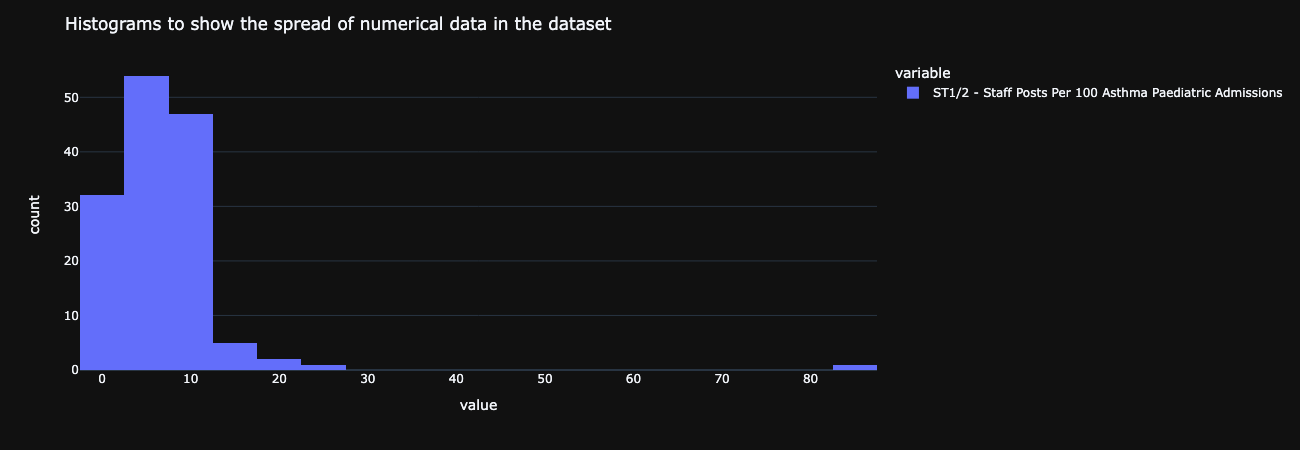 Histograms to show the spread of numerical data in the dataset
variable
ST1/2 - Staff Posts Per 100 Asthma Paediatric Admissions
50
40
30
20
10
0
count
0 10 20 30 40 50 60 70 80
value